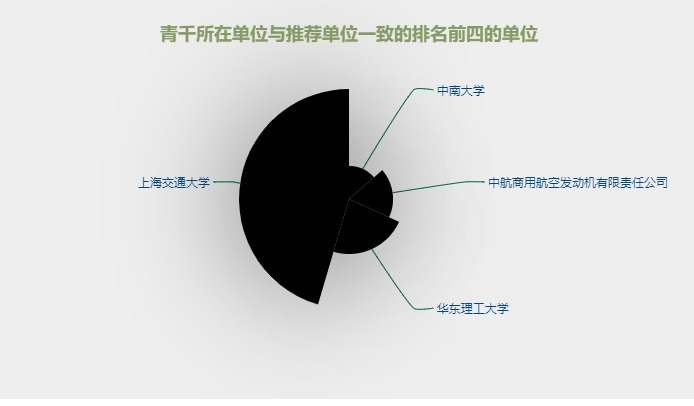 青千所在单位与推荐单位一致的排名前四的单位
中南大学
上海交通大学
中航商用航空发动机有限责任公司
华东理工大学